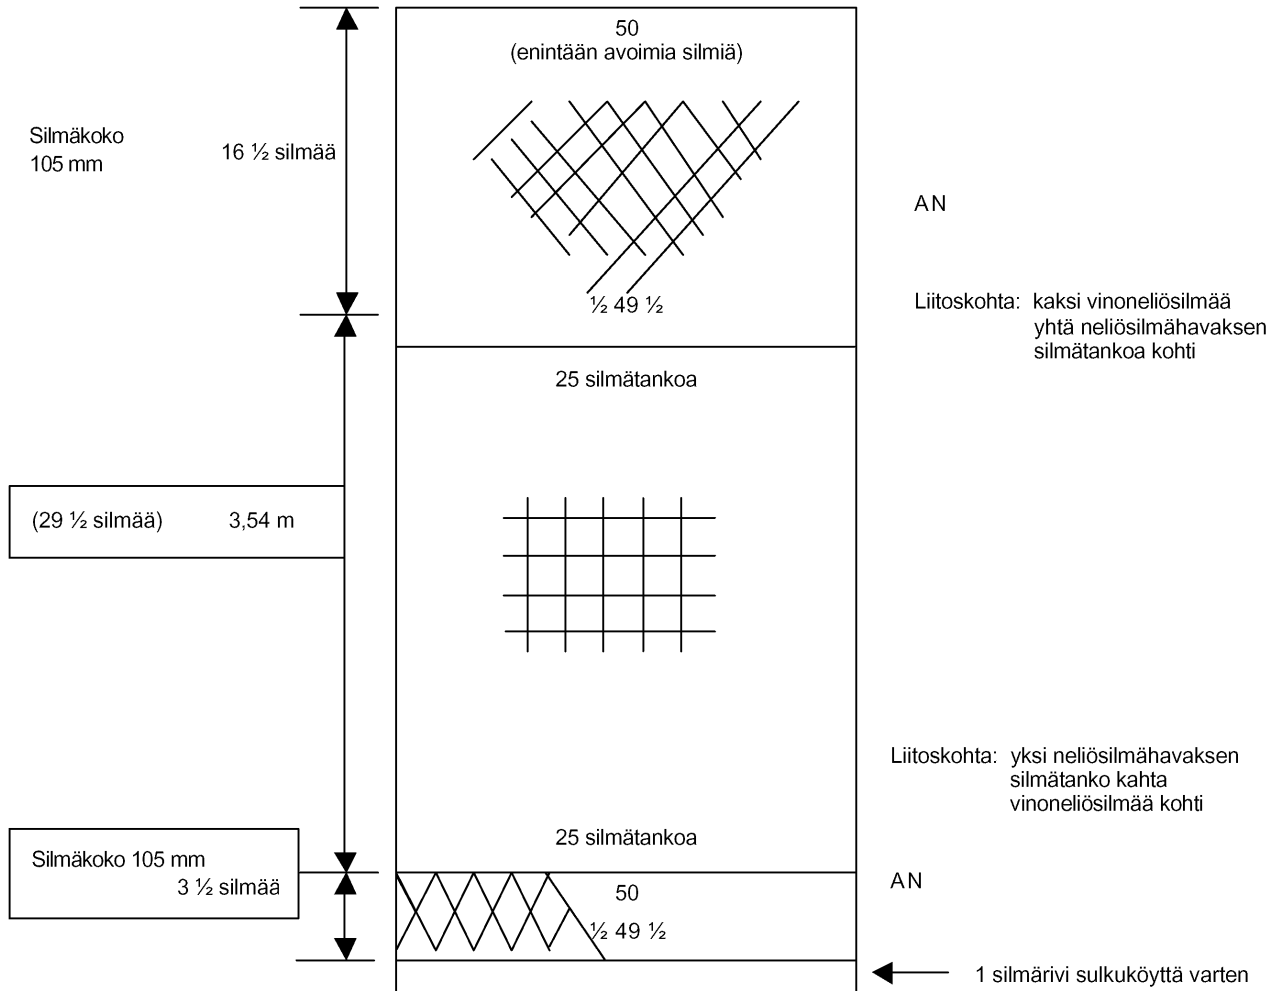 50
(enintään avoimia silmiä)
Silmäkoko
105 mm
16 ½ silmää
AN
½ 49 ½
Liitoskohta: kaksi vinoneliösilmää
yhtä neliösilmähavaksen
silmätankoa kohti
25 silmätankoa
(29 ½ silmää) 3,54 m
Liitoskohta: yksi neliösilmähavaksen
silmätanko kahta
vinoneliösilmää kohti
25 silmätankoa
Silmäkoko 105 mm
3 ½ silmää
50
AN
½ 49 ½
1 silmärivi sulkuköyttä varten